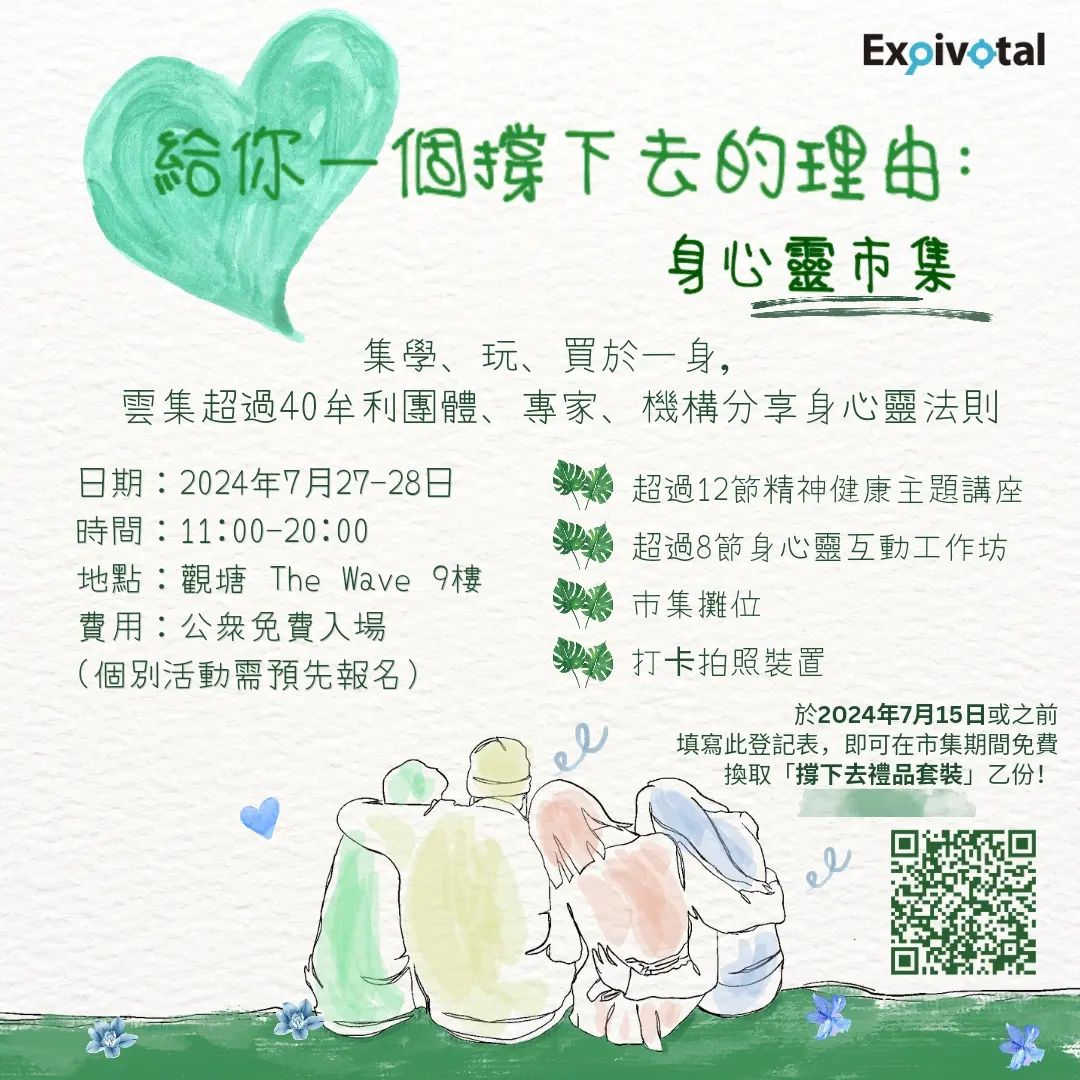 Expivotal
給你一個撐下去的理由:
身心靈市集
集學、玩、買於一身,
雲集超過40牟利團體、專家、機構分享身心靈法則
日期：2024年7月27-28日
時間：11:00-20:00
地點：觀塘 The Wave 9樓
費用：公眾免費入場
(個別活動需預先報名)
超過12節精神健康主題講座
超過8節身心靈互動工作坊
市集攤位
打卡拍照裝置
於2024年7月15日或之前
填寫此登記表，即可在市集期間免費
換取「撐下去禮品套裝」乙份!